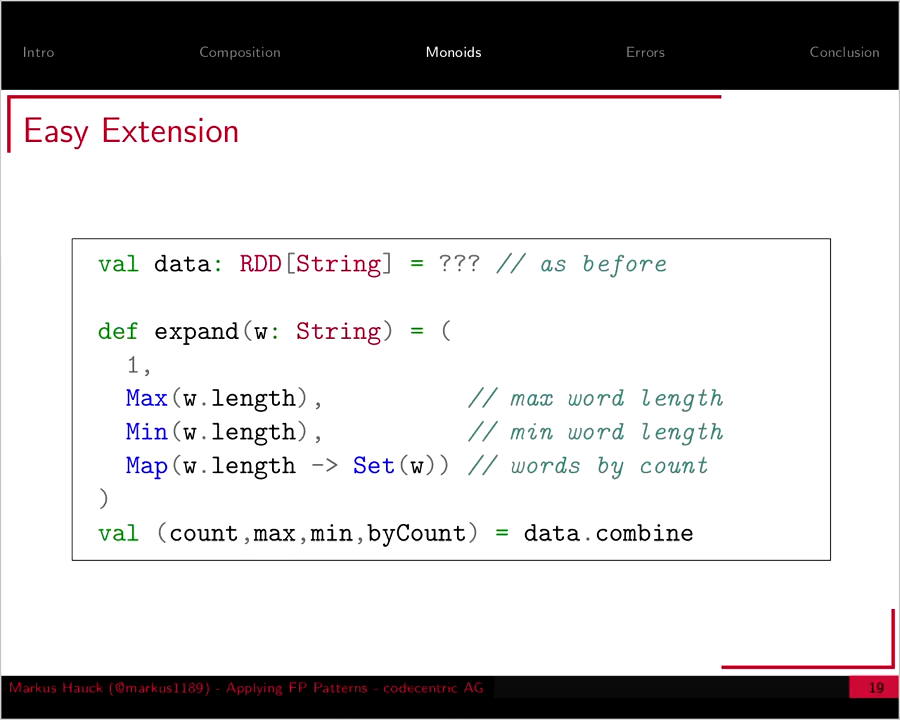 Intro Composition Monoids Errors Conclusion
Easy Extension
val data: RDD[String] = ??? // as before
def expand(w: String) = (
1,
Max(w.length), // max word length
Min(w.length), // min word length
Map(w.length -> Set(w)) // words by count
)
val (count,max,min,byCount) = data.combine
Markus Hauck (@markus1189) - Applying FP Patterns - codecentric AG 19